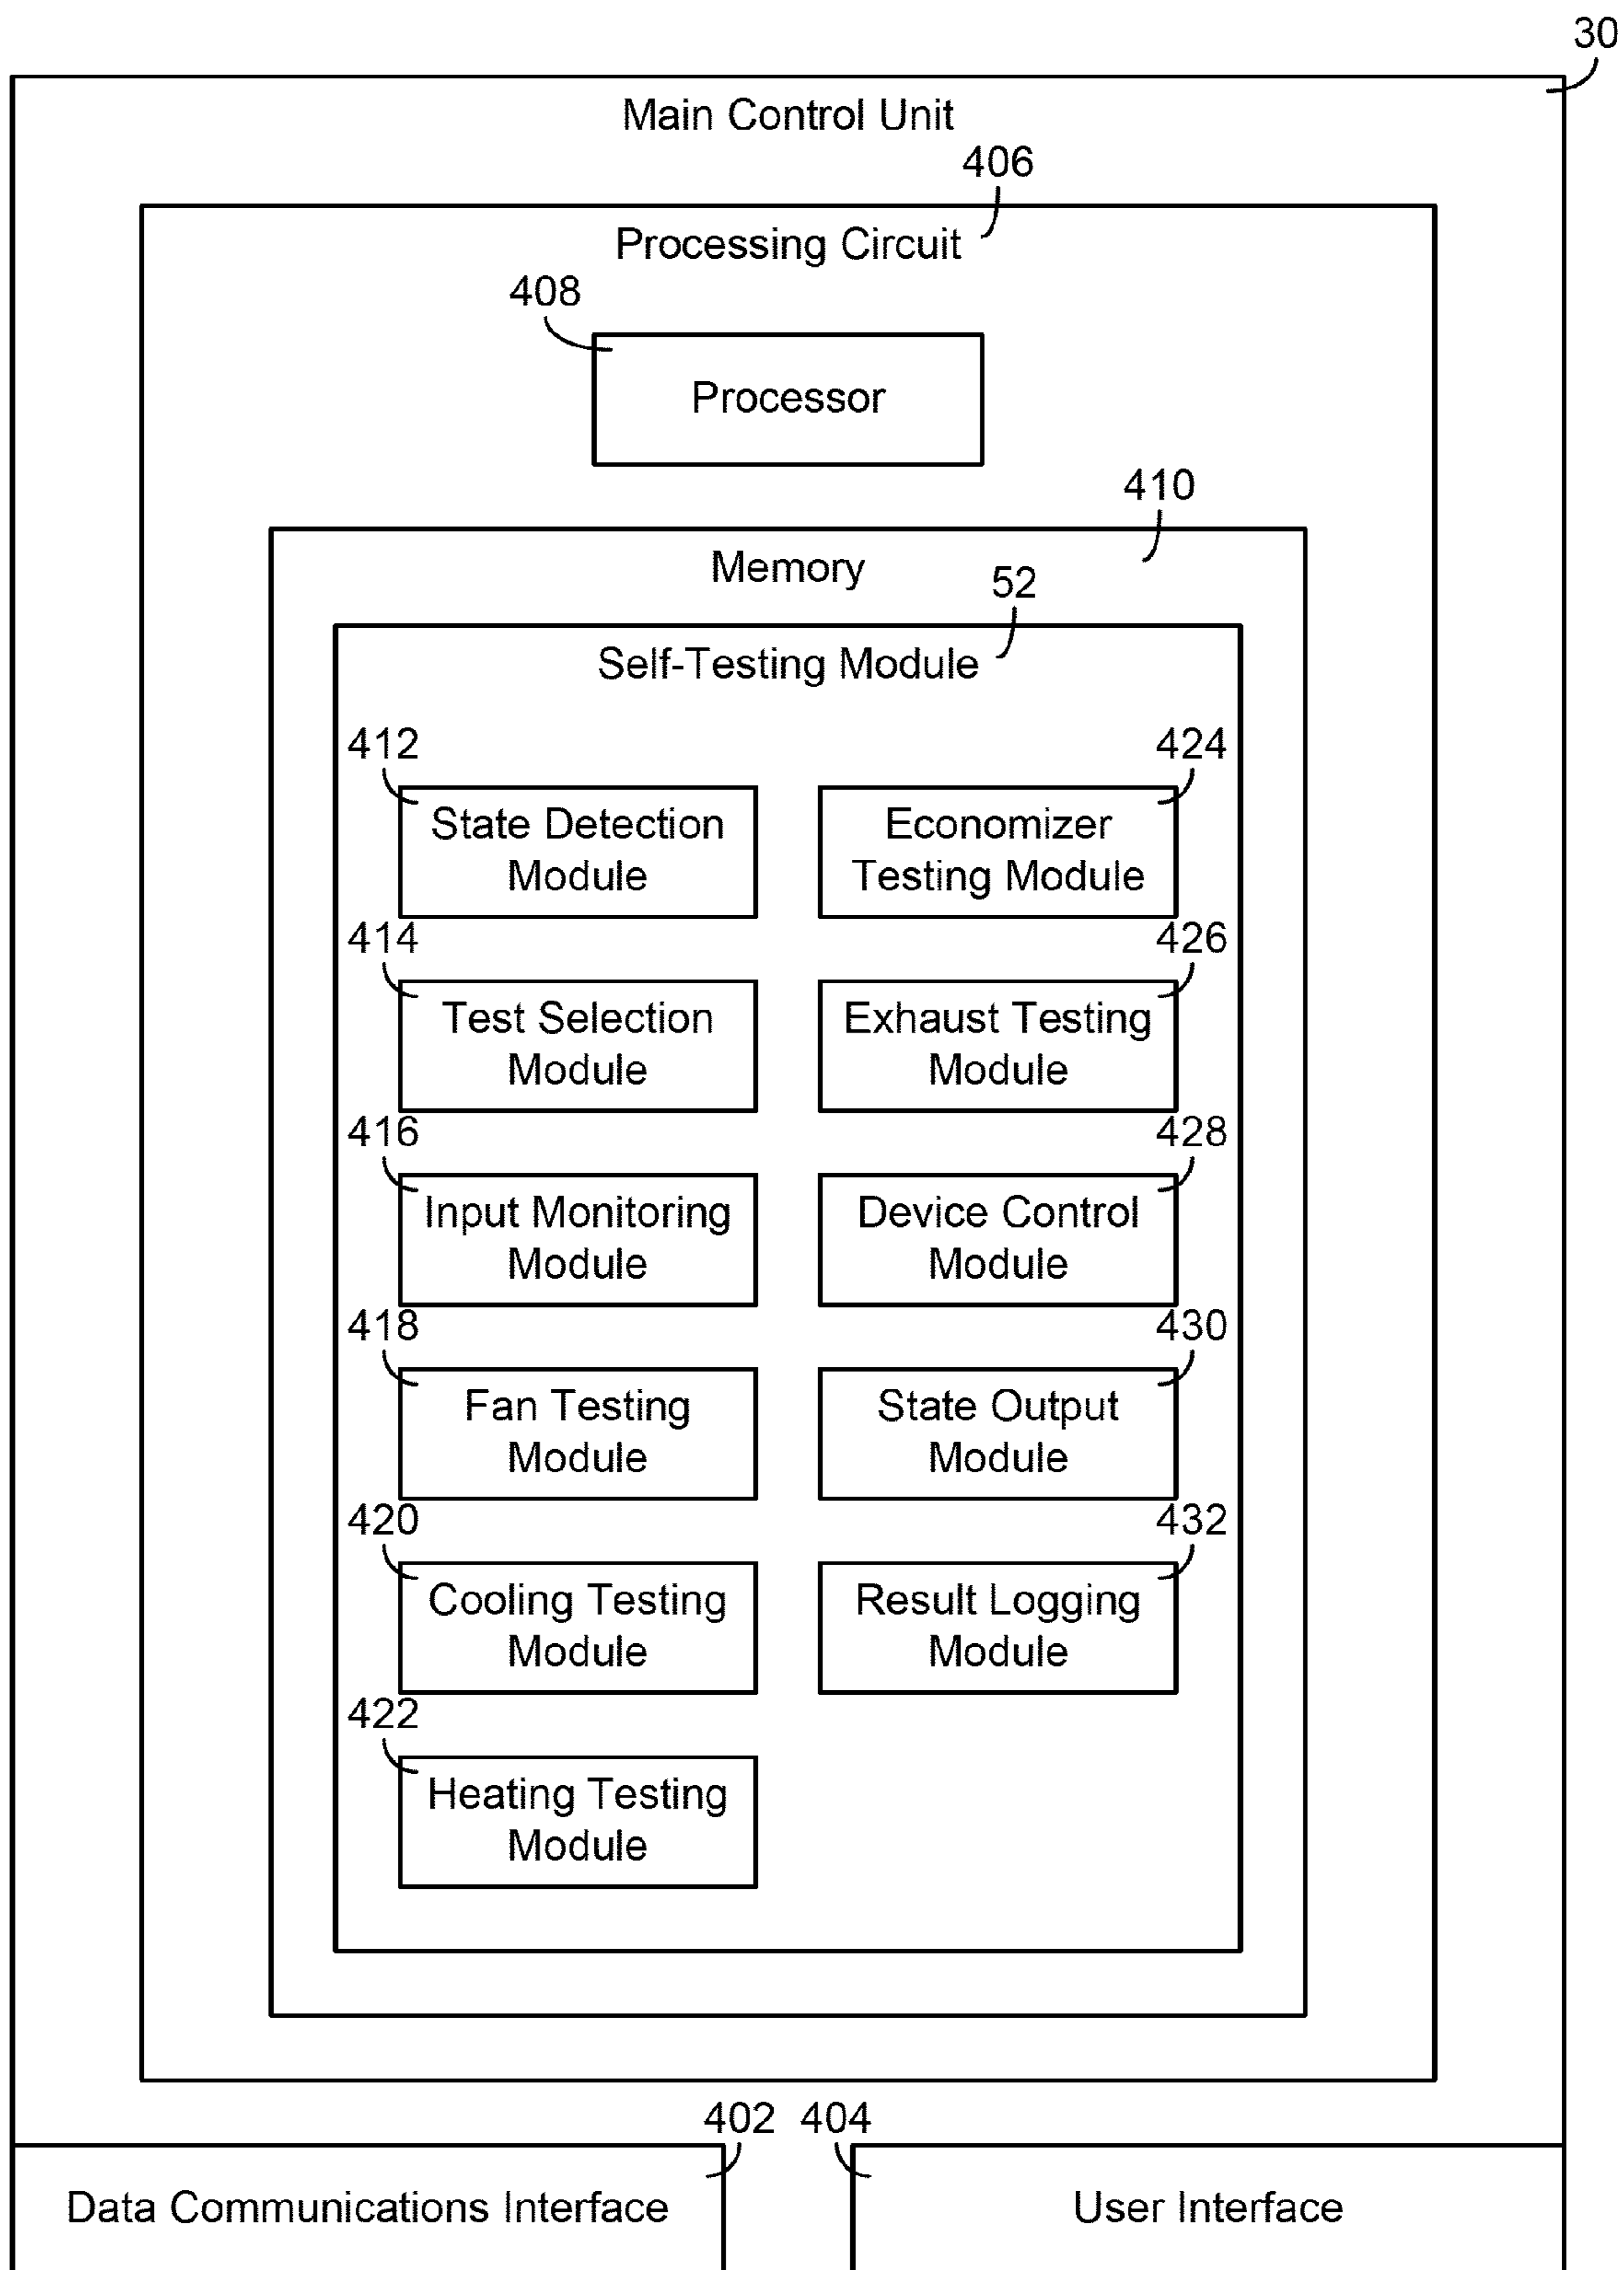 30
Main Control Unit
406
Processing Circuit
408
Processor
410
Memory
52
Self-Testing Module
412
State Detection
Module
424
Economizer
Testing Module
414
Test Selection
Module
426
Exhaust Testing
Module
416
Input Monitoring
Module
428
Device Control
Module
418
Fan Testing
Module
430
State Output
Module
420
Cooling Testing
Module
432
Result Logging
Module
422
Heating Testing
Module
402
Data Communications Interface
404
User Interface